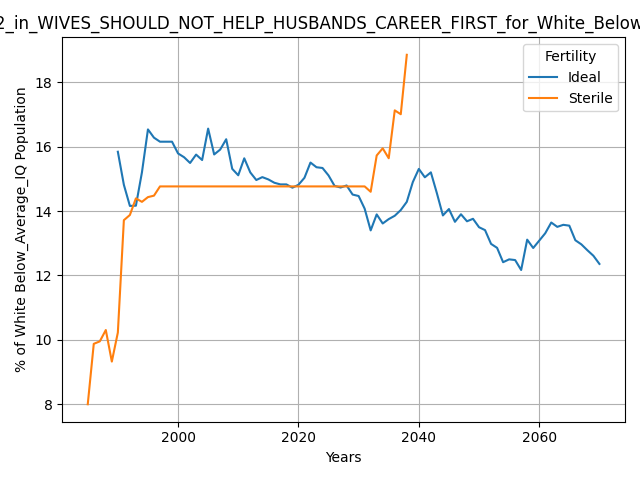 2_in_WIVES_SHOULD_NOT_HELP_HUSBANDS_CAREER_FIRST_for_White_Below
Fertility
Ideal
Sterile
% of White Below_Average_IQ Population
18
16
14
12
10
8
2000 2020 2040 2060
Years